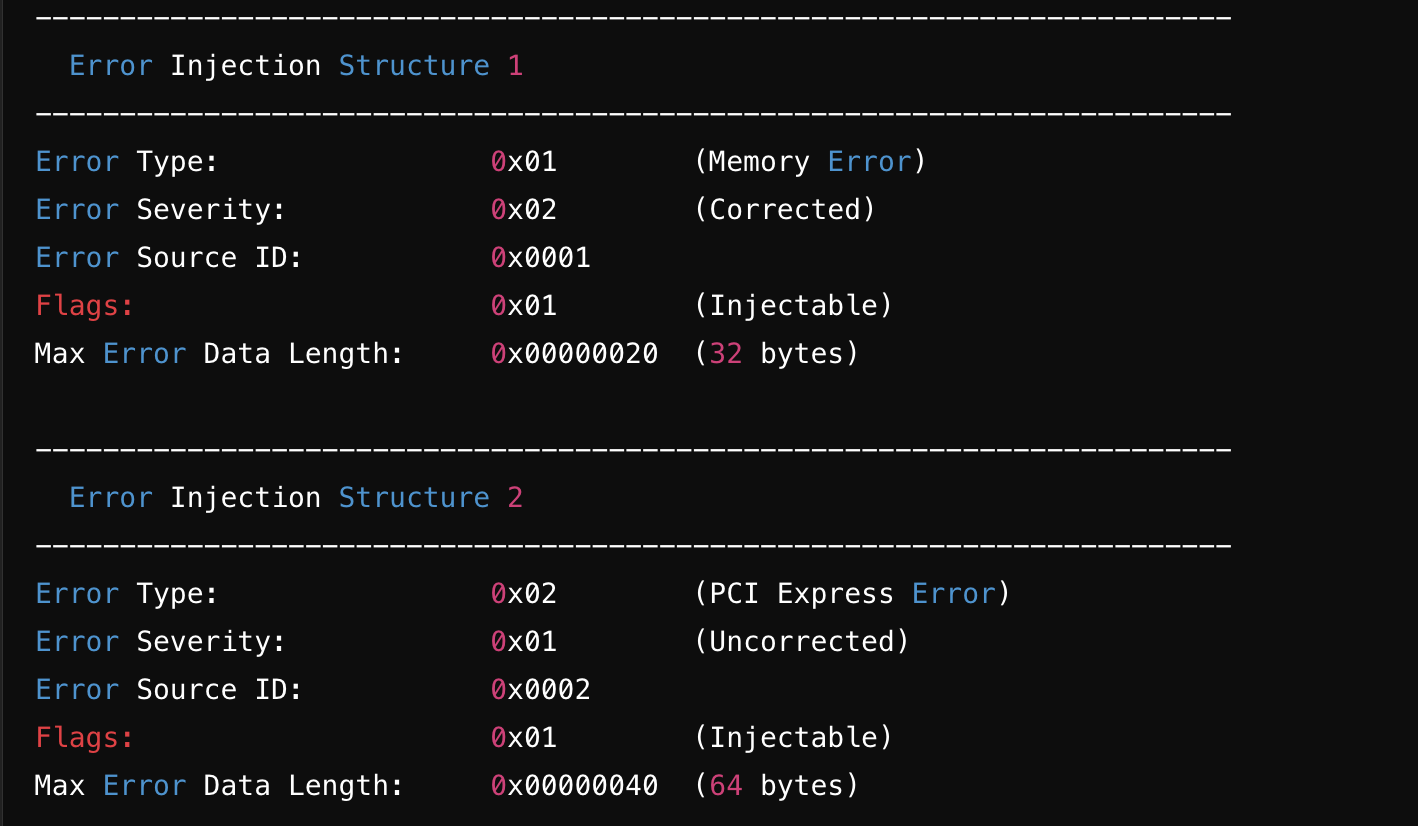 -----------------------------------------------------------------------
Error Injection Structure 1
-----------------------------------------------------------------------
Error Type: 0x01 (Memory Error)
Error Severity: 0x02 (Corrected)
Error Source ID: 0x0001
Flags: 0x01 (Injectable)
Max Error Data Length: 0x00000020 (32 bytes)
-----------------------------------------------------------------------
Error Injection Structure 2
-----------------------------------------------------------------------
Error Type: 0x02 (PCI Express Error)
Error Severity: 0x01 (Uncorrected)
Error Source ID: 0x0002
Flags: 0x01 (Injectable)
Max Error Data Length: 0x00000040 (64 bytes)